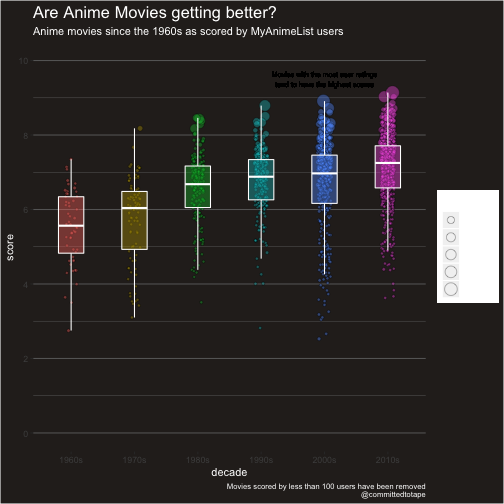 Are Anime Movies getting better?
Anime movies since the 1960s as scored by MyAnimeList users
10
Movies with the most user ratings
tend to have the highest scores
8
6
4
2
0
score
1960s 1970s 1980s 1990s 2000s 2010s
decade
Movies scored by less than 100 users have been removed
@committedtotape